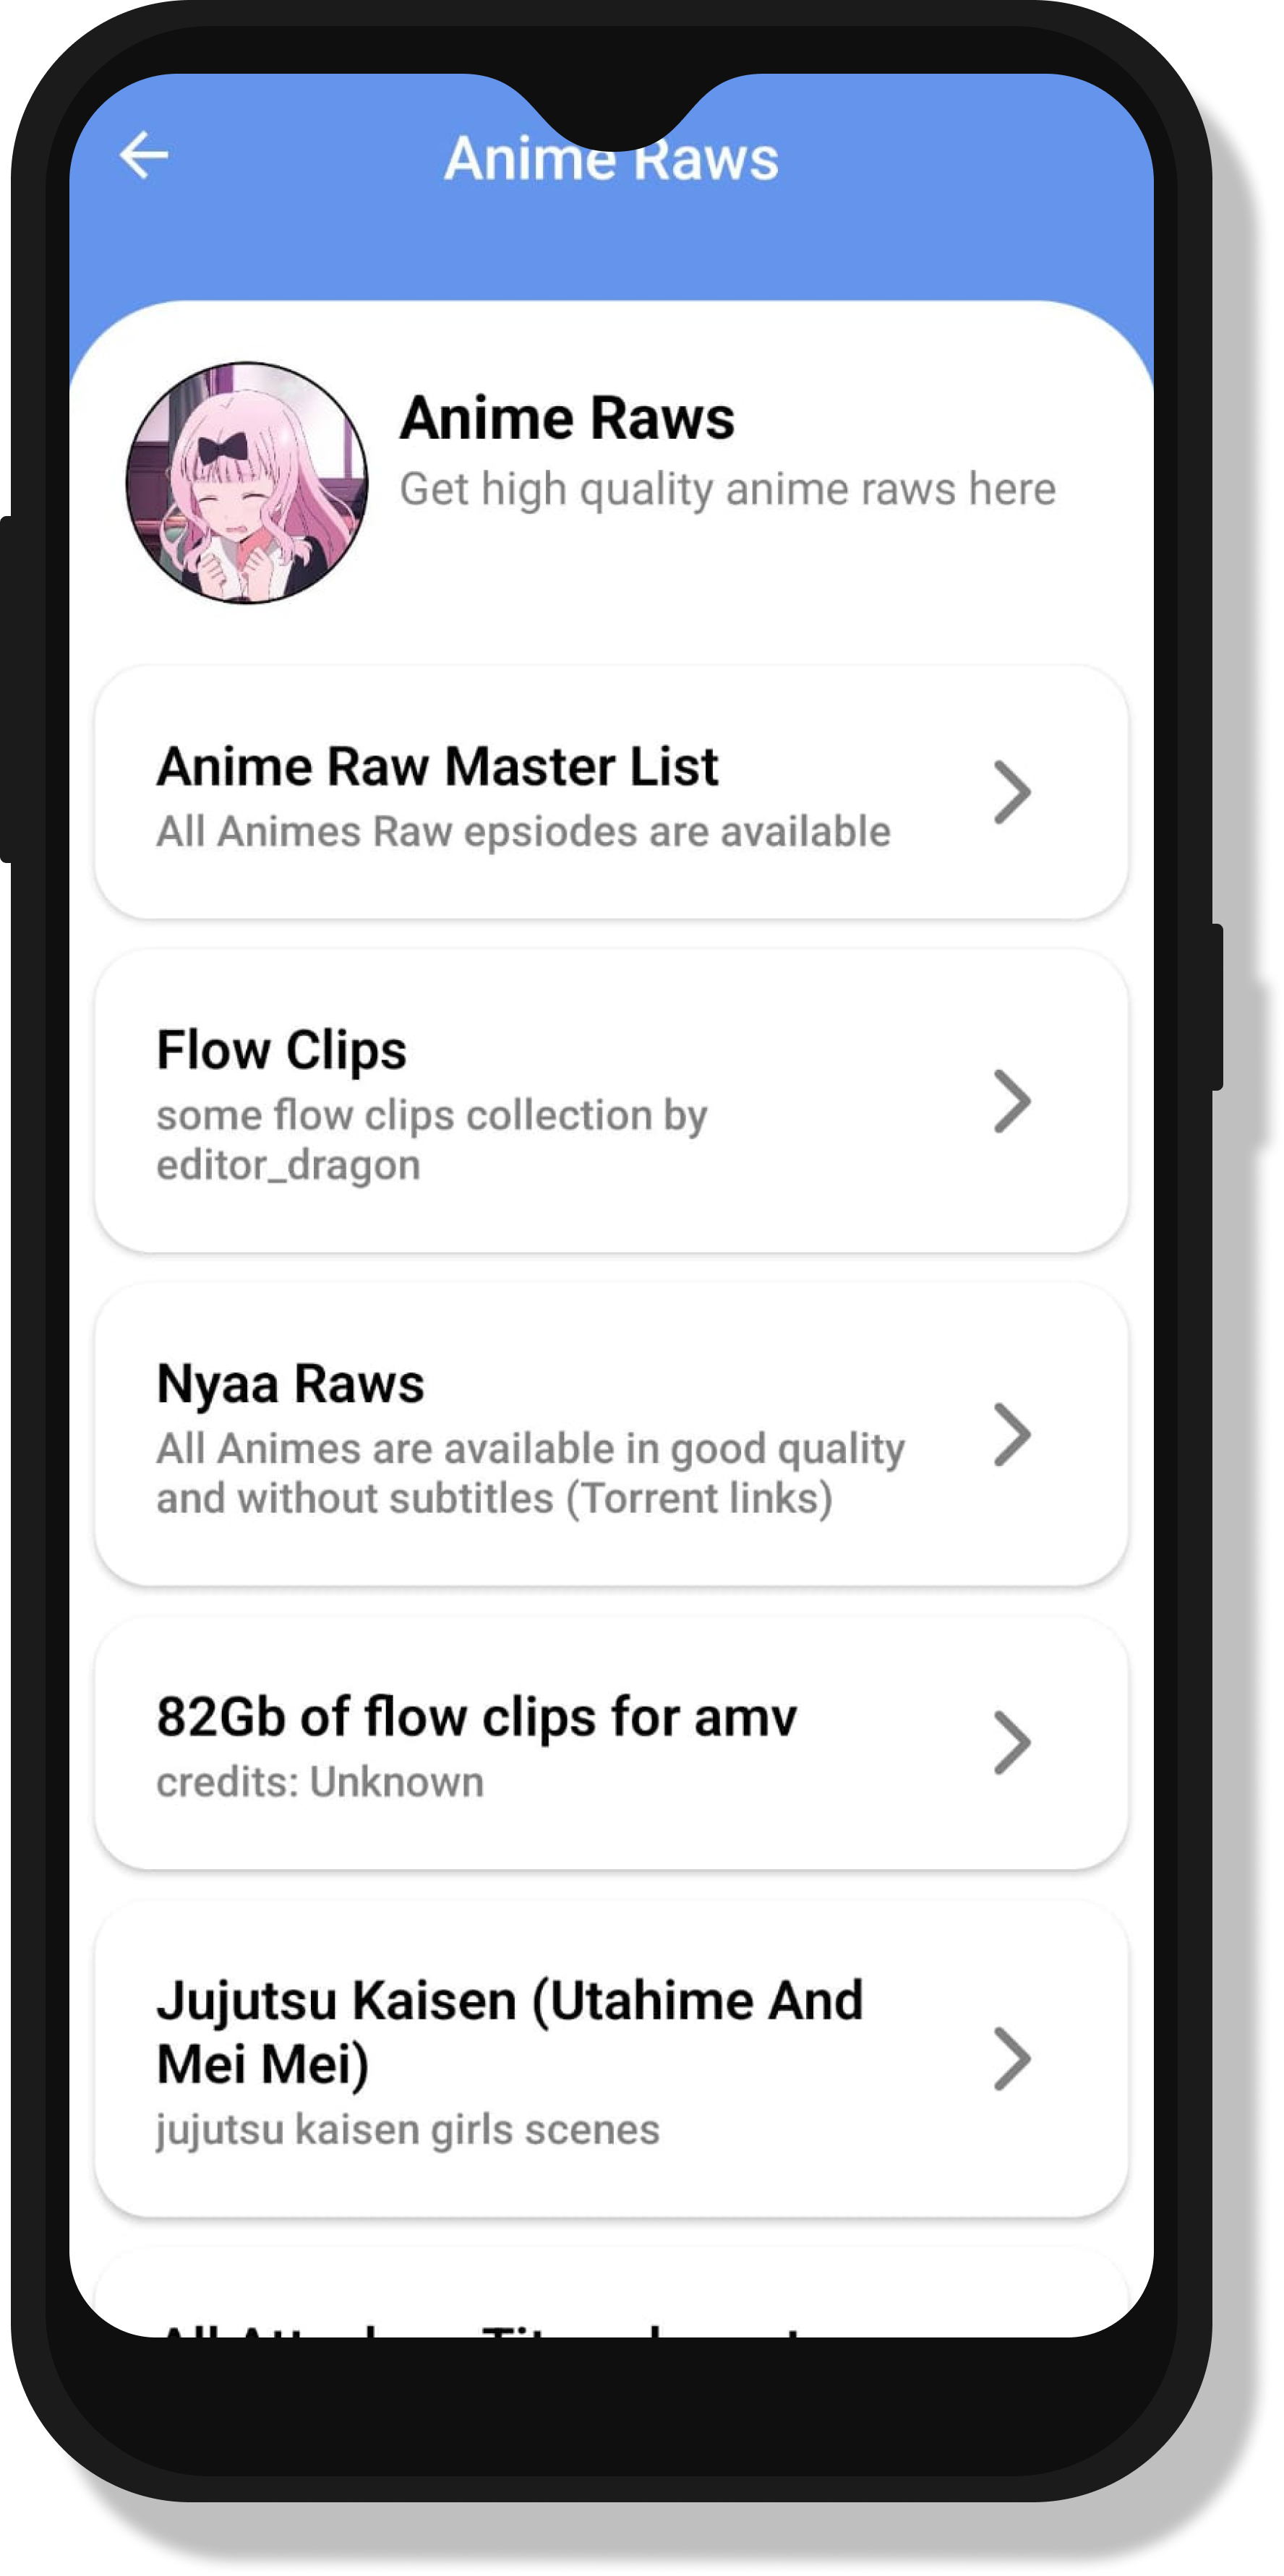 Anime Raws
Anime Raws
Get high quality anime raws here
Anime Raw Master List
All Animes Raw epsiodes are available
Flow Clips
some flow clips collection by
editor_dragon
Nyaa Raws
All Animes are available in good quality
and without subtitles (Torrent links)
82Gb of flow clips for amv
credits: Unknown
Jujutsu Kaisen (Utahime And
Mei Mei)
jujutsu kaisen girls scenes